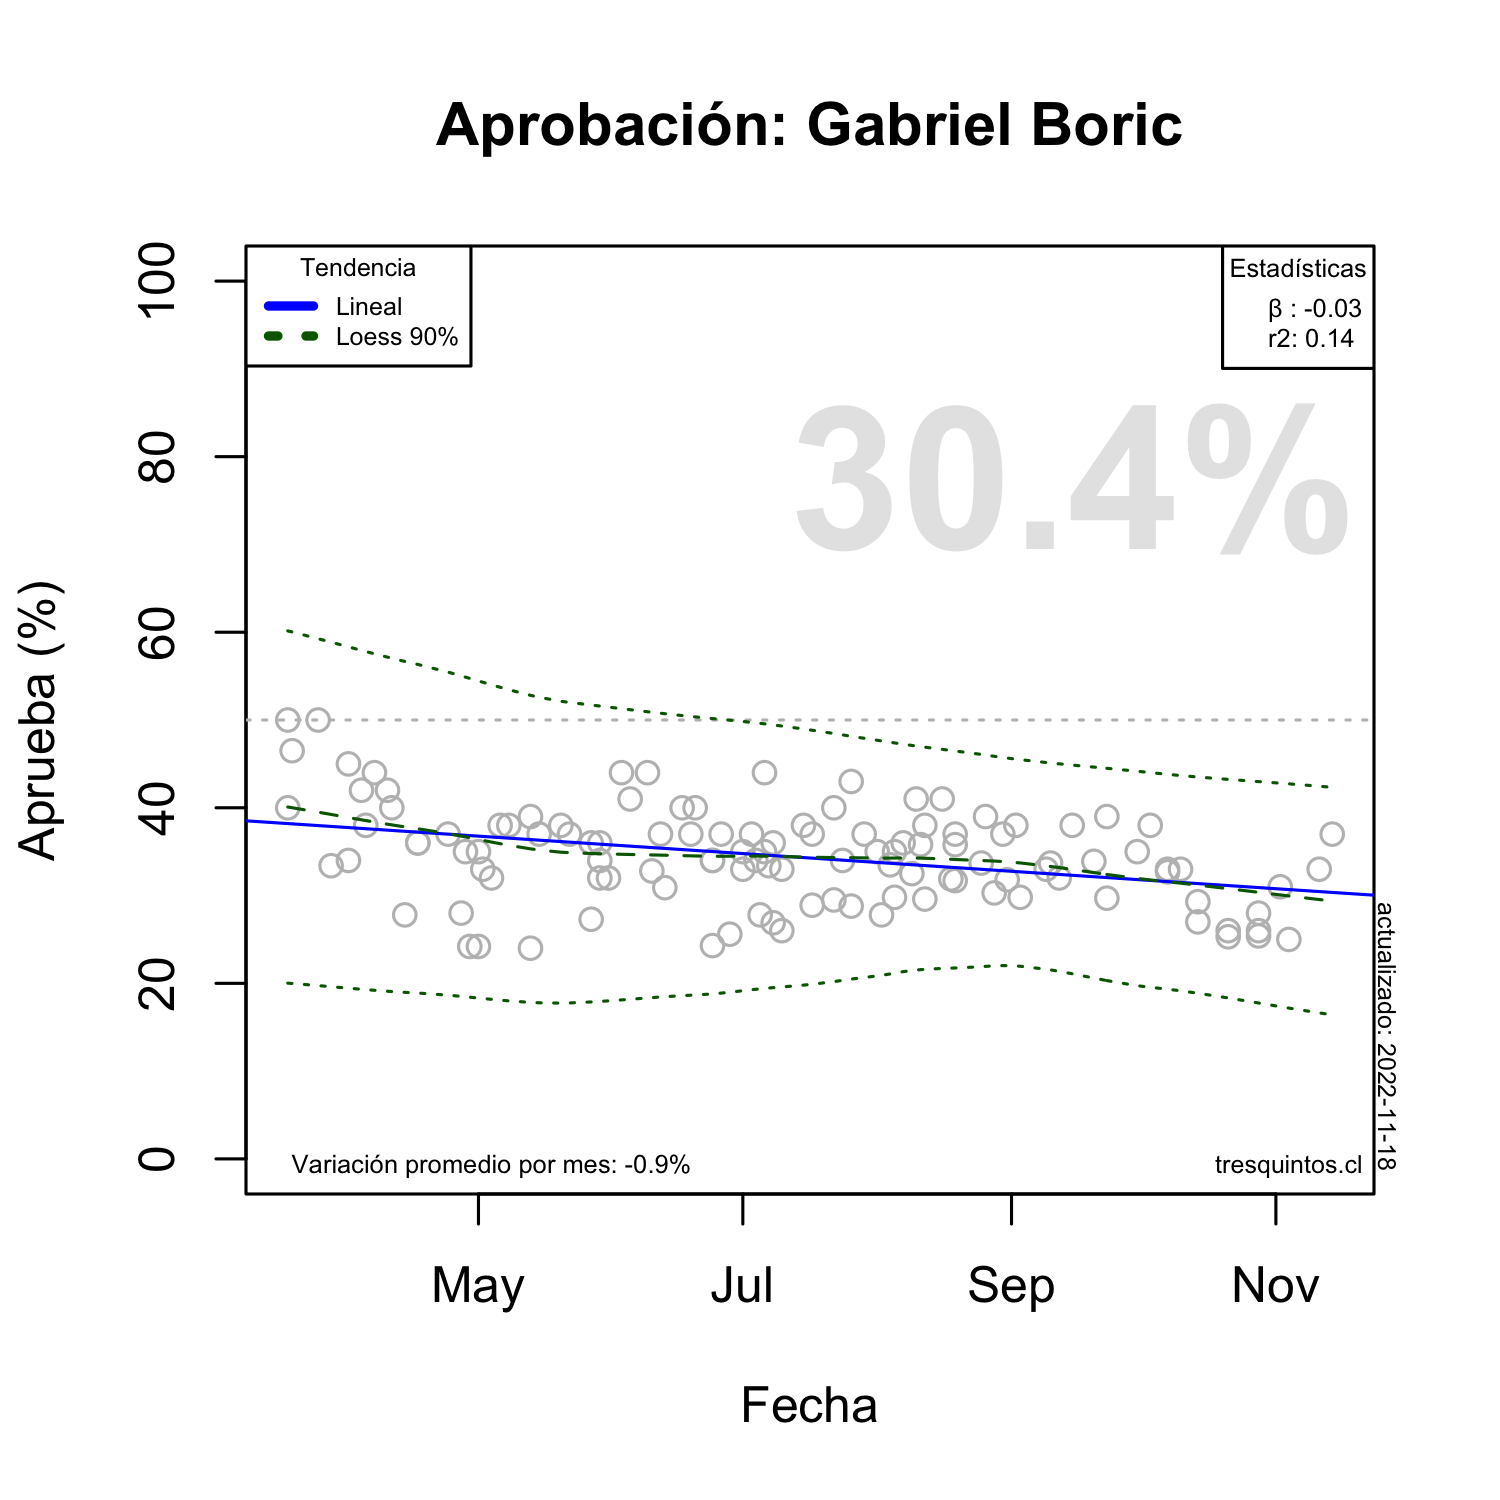 Aprobación: Gabriel Boric
Tendencia
Lineal
Loess 90%
Estadísticas
β : -0.03
r2: 0.14
30.4%
Aprueba (%)
100
80
60
40
20
0
Variación promedio por mes: -0.9%
tresquintos.cl
actualizado: 2022-11-18
May
Jul
Sep
Nov
Fecha